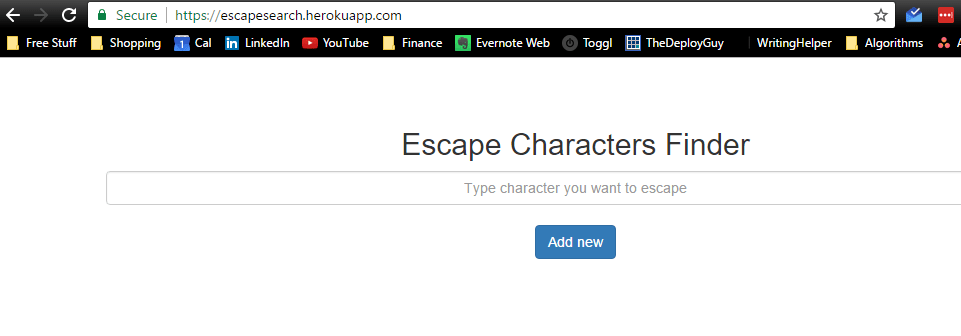 Secure https://escapesearch.herokuapp.com
Free Stuff Shopping 1 Cal in LinkedIn YouTube Finance Evernote Web Toggl TheDeployGuy WritingHelper Algorithms A
Escape Characters Finder
Type character you want to escape
Add new